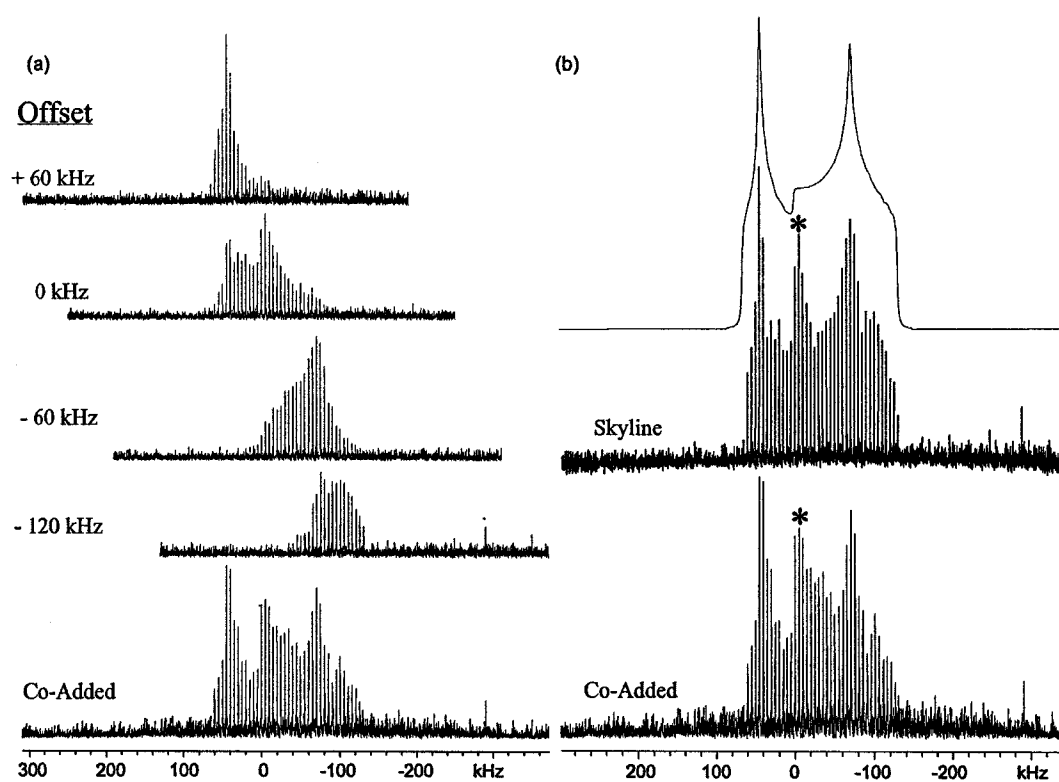 (a)
Offset
+ 60 kHz
0 kHz
- 60 kHz
- 120 kHz
Co-Added
300 200 100 0 -100 -200 kHz
(b)
*
Skyline
*
Co-Added
200 100 0 -100 -200 kHz